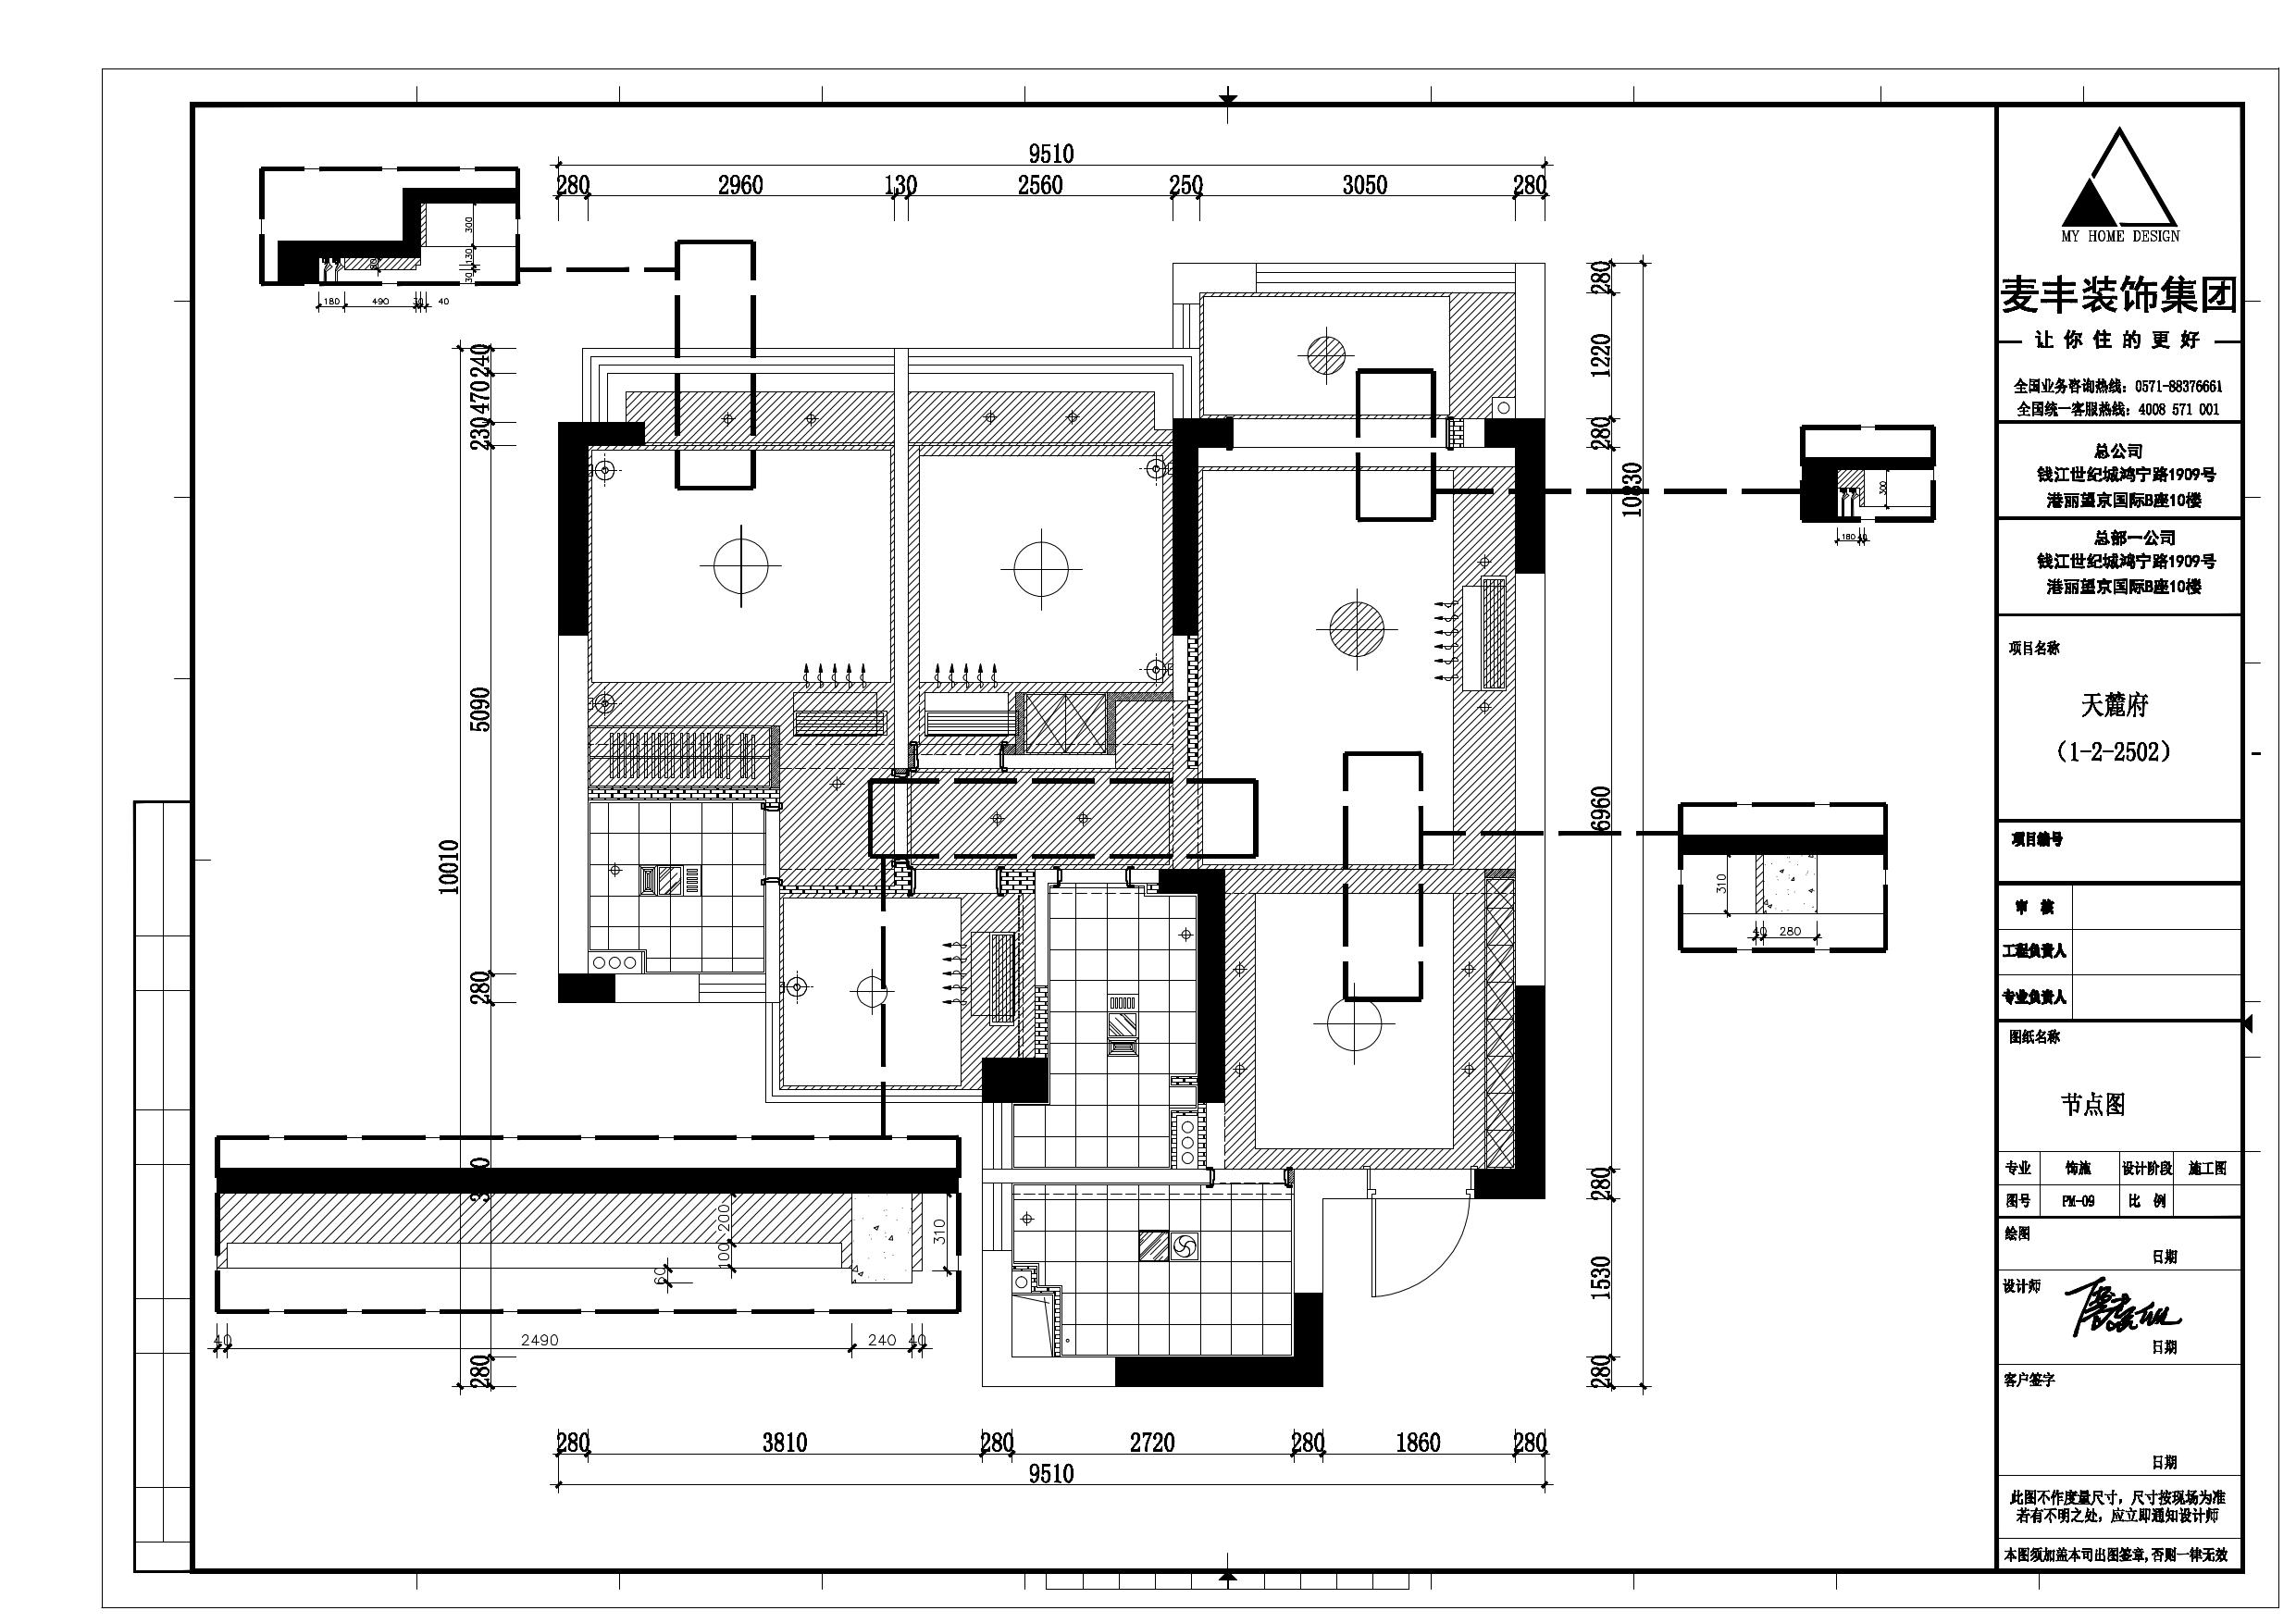 9510
280 2960 130 2560 250 3050 280
300
130
30
180 490 30 40
240
470
230
5090
280
10010
280
280
1220
280
10830
6960
280
1530
280
300
180 40
310
40 280
200
100
60
310
40 2490 240 40
280 3810 280 2720 280 1860 280
9510
MY HOME DESIGN
麦丰装饰集团
让你住的更好
全国业务咨询热线：0571-88376661
全国统一客服热线：4008 571 001
总公司
钱江世纪城鸿宁路1909号
港丽望京国际B座10楼
总部一公司
钱江世纪城鸿宁路1909号
港丽望京国际B座10楼
项目名称
天麓府
（1-2-2502）
项目编号
审 核
工程负责人
专业负责人
图纸名称
节点图
专业 饰施 设计阶段 施工图
图号 PM-09 比 例
绘图
日期
设计师
日期
客户签字
日期
此图不作度量尺寸，尺寸按现场为准
若有不明之处，应立即通知设计师
本图须加盖本司出图签章，否则一律无效